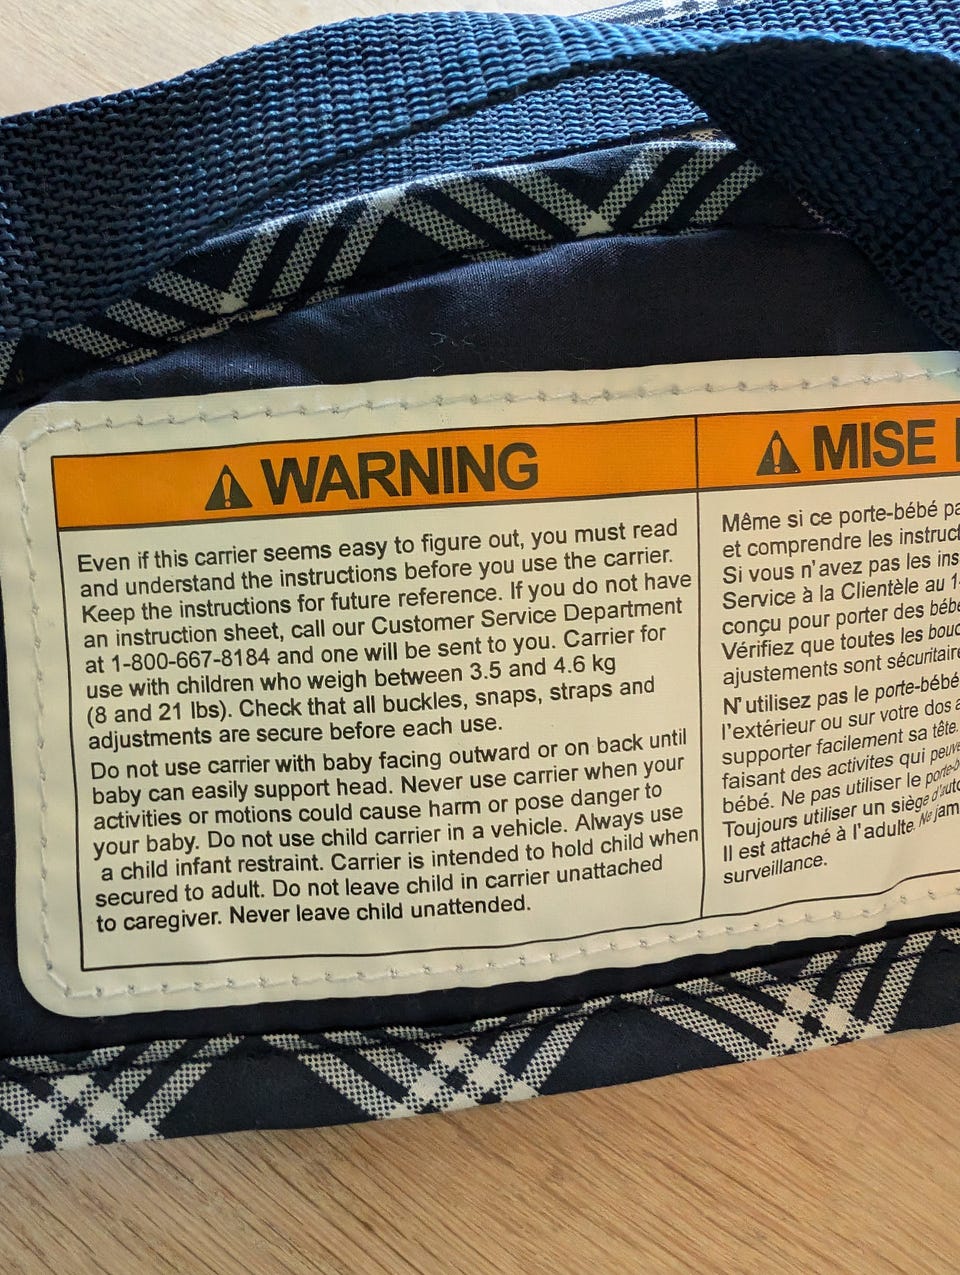 WARNING
Even if this carrier seems easy to figure out, you must read
and understand the instructions before you use the carrier.
Keep the instructions for future reference. If you do not have
an instruction sheet, call our Customer Service Department
at 1-800-667-8184 and one will be sent to you. Carrier for
use with children who weigh between 3.5 and 4.6 kg
(8 and 21 lbs). Check that all buckles, snaps, straps and
adjustments are secure before each use.
Do not use carrier with baby facing outward or on back until
baby can easily support head. Never use carrier when your
activities or motions could cause harm or pose danger to
your baby. Do not use child carrier in a vehicle. Always use
a child infant restraint. Carrier is intended to hold child when
secured to adult. Do not leave child in carrier unattached
to caregiver. Never leave child unattended.
MISE
Même si ce porte-bébé
et comprendre les
Si vous n'avez pas les
Service à la Clientèle au
conçu pour porter des
Vérifiez que toutes les
ajustements sont
N'utilisez pas le porte-bébé
l'extérieur ou sur votre dos
supporter facilement sa tête.
faisant des activites qui
bébé. Ne pas utiliser le
Toujours utiliser un siège d'auto
Il est attaché à l'adulte. Ne
surveillance.